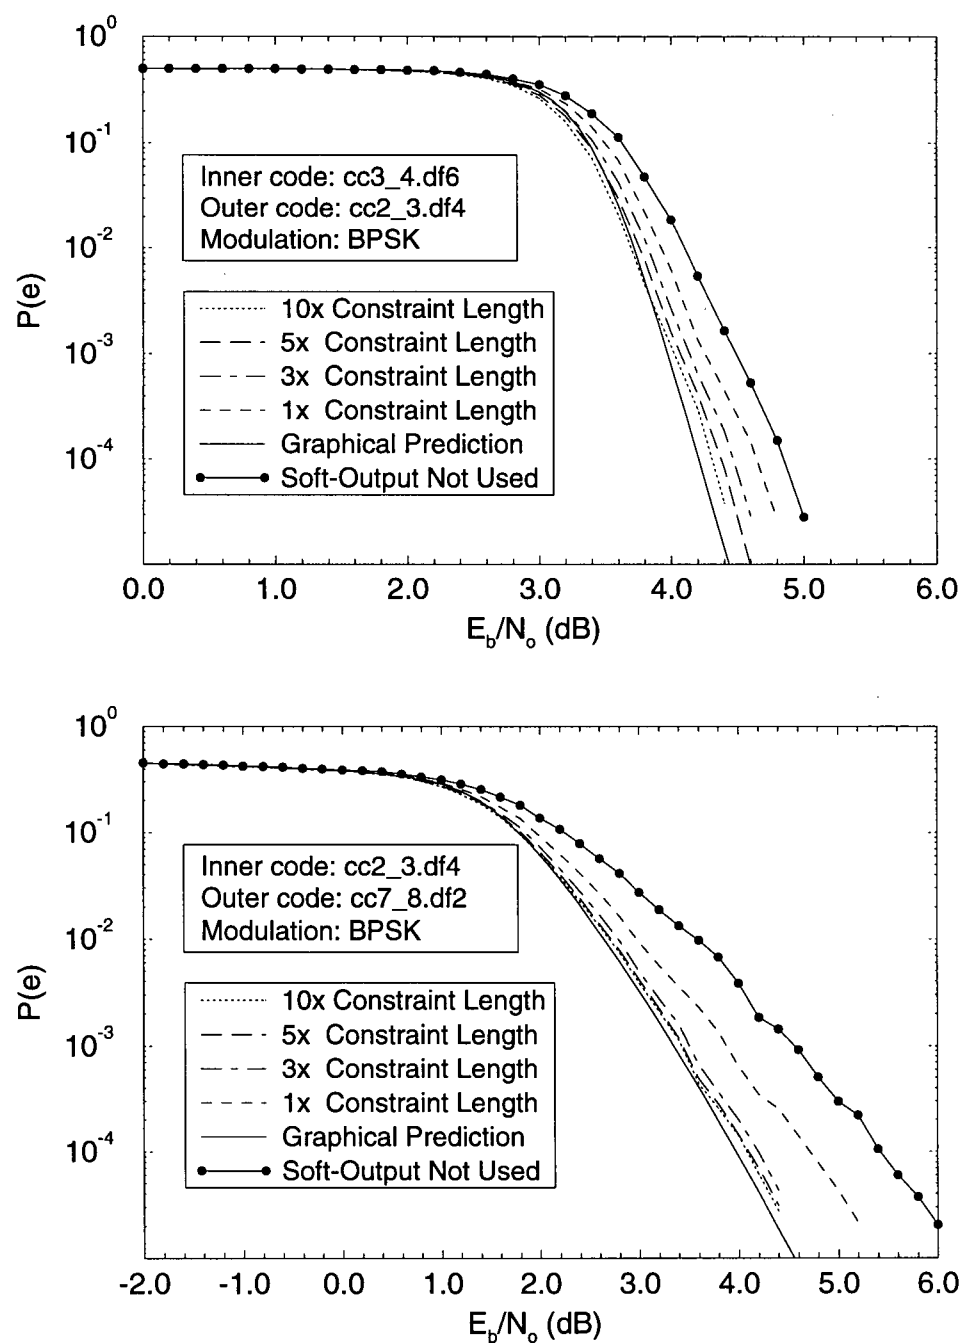 10^0
10^-1
10^-2
10^-3
10^-4
P(e)
Inner code: cc3_4.df6
Outer code: cc2_3.df4
Modulation: BPSK
10x Constraint Length
5x Constraint Length
3x Constraint Length
1x Constraint Length
Graphical Prediction
Soft-Output Not Used
0.0 1.0 2.0 3.0 4.0 5.0 6.0
E_b/N_o (dB)
10^0
10^-1
10^-2
10^-3
10^-4
P(e)
Inner code: cc2_3.df4
Outer code: cc7_8.df2
Modulation: BPSK
10x Constraint Length
5x Constraint Length
3x Constraint Length
1x Constraint Length
Graphical Prediction
Soft-Output Not Used
-2.0 -1.0 0.0 1.0 2.0 3.0 4.0 5.0 6.0
E_b/N_o (dB)